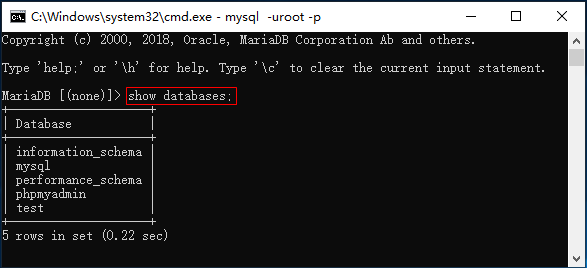 C:\Windows\system32\cmd.exe - mysql  -uroot -p
Copyright (c) 2000, 2018, Oracle, MariaDB Corporation Ab and others.
Type 'help;' or '\h' for help. Type '\c' to clear the current input statement.
MariaDB [(none)]> show databases;
+--------------------+
| Database           |
+--------------------+
| information_schema |
| mysql              |
| performance_schema |
| phpmyadmin         |
| test               |
+--------------------+
5 rows in set (0.22 sec)